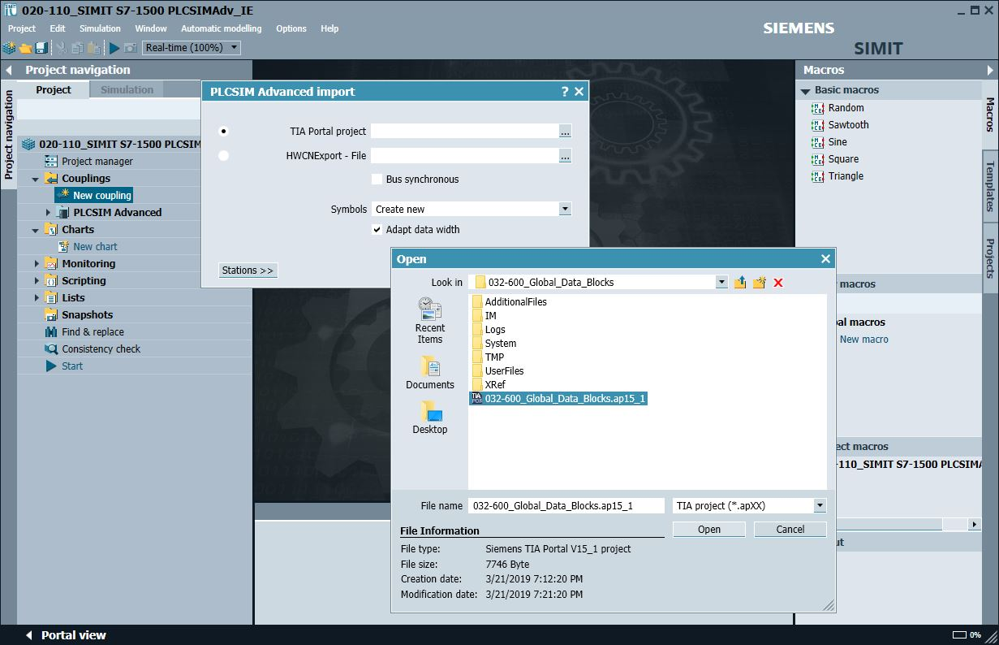 020-110_SIMIT S7-1500 PLCSIMAdv_IE
Project Edit Simulation Window Automatic modelling Options Help
SIEMENS
SIMIT
Real-time (100%)
Project navigation
Project Simulation
Project navigation
020-110_SIMIT S7-1500 PLCSIM
Project manager
Couplings
New coupling
PLCSIM Advanced
Charts
New chart
Monitoring
Scripting
Lists
Snapshots
Find & replace
Consistency check
Start
PLCSIM Advanced import
?
TIA Portal project
...
HWCNExport - File
...
Bus synchronous
Symbols Create new
Adapt data width
Stations >>
Open
Look in 032-600_Global_Data_Blocks
Recent
Items
Documents
Desktop
AdditionalFiles
IM
Logs
System
TMP
UserFiles
XRef
032-600_Global_Data_Blocks.ap15_1
File name 032-600_Global_Data_Blocks.ap15_1 TIA project (*.apXX)
Open Cancel
File Information
File type: Siemens TIA Portal V15_1 project
File size: 7746 Byte
Creation date: 3/21/2019 7:12:20 PM
Modification date: 3/21/2019 7:21:20 PM
Macros
Basic macros
Random
Sawtooth
Sine
Square
Triangle
macros
al macros
New macro
ect macros
-110_SIMIT S7-1500 PLCSIMA
ut
Macros
Templates
Projects
Portal view
0%